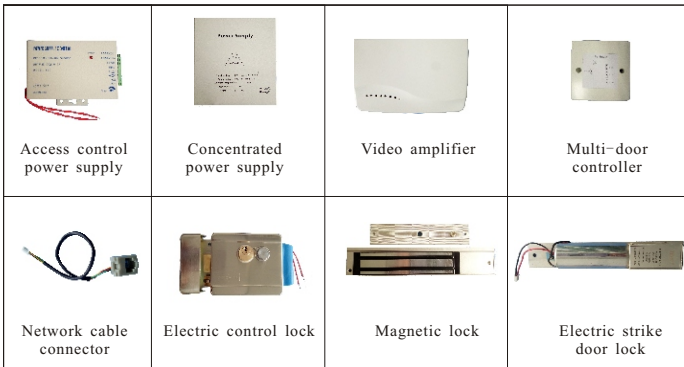 Power Supply
Access control
power supply
Concentrated
power supply
Video amplifier
Multi-door
controller
Network cable
connector
Electric control lock
Magnetic lock
Electric strike
door lock